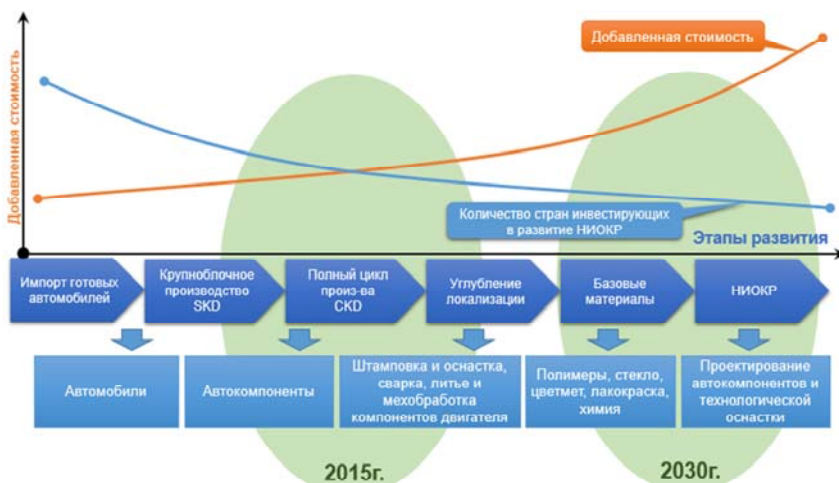 Добавленная стоимость
Добавленная стоимость
Количество стран инвестирующих
в развитие НИОКР
Этапы развития
Импорт готовых
автомобилей
Крупноблочное
производство
SKD
Полный цикл
произ-ва
CKD
Углубление
локализации
Базовые
материалы
НИОКР
Автомобили
Автокомпоненты
Штамповка и оснастка,
сварка, литье и
мехобработка
компонентов двигателя
Полимеры, стекло,
цветмет, лакокраска,
химия
Проектирование
автокомпонентов и
технологической
оснастки
2015г.
2030г.